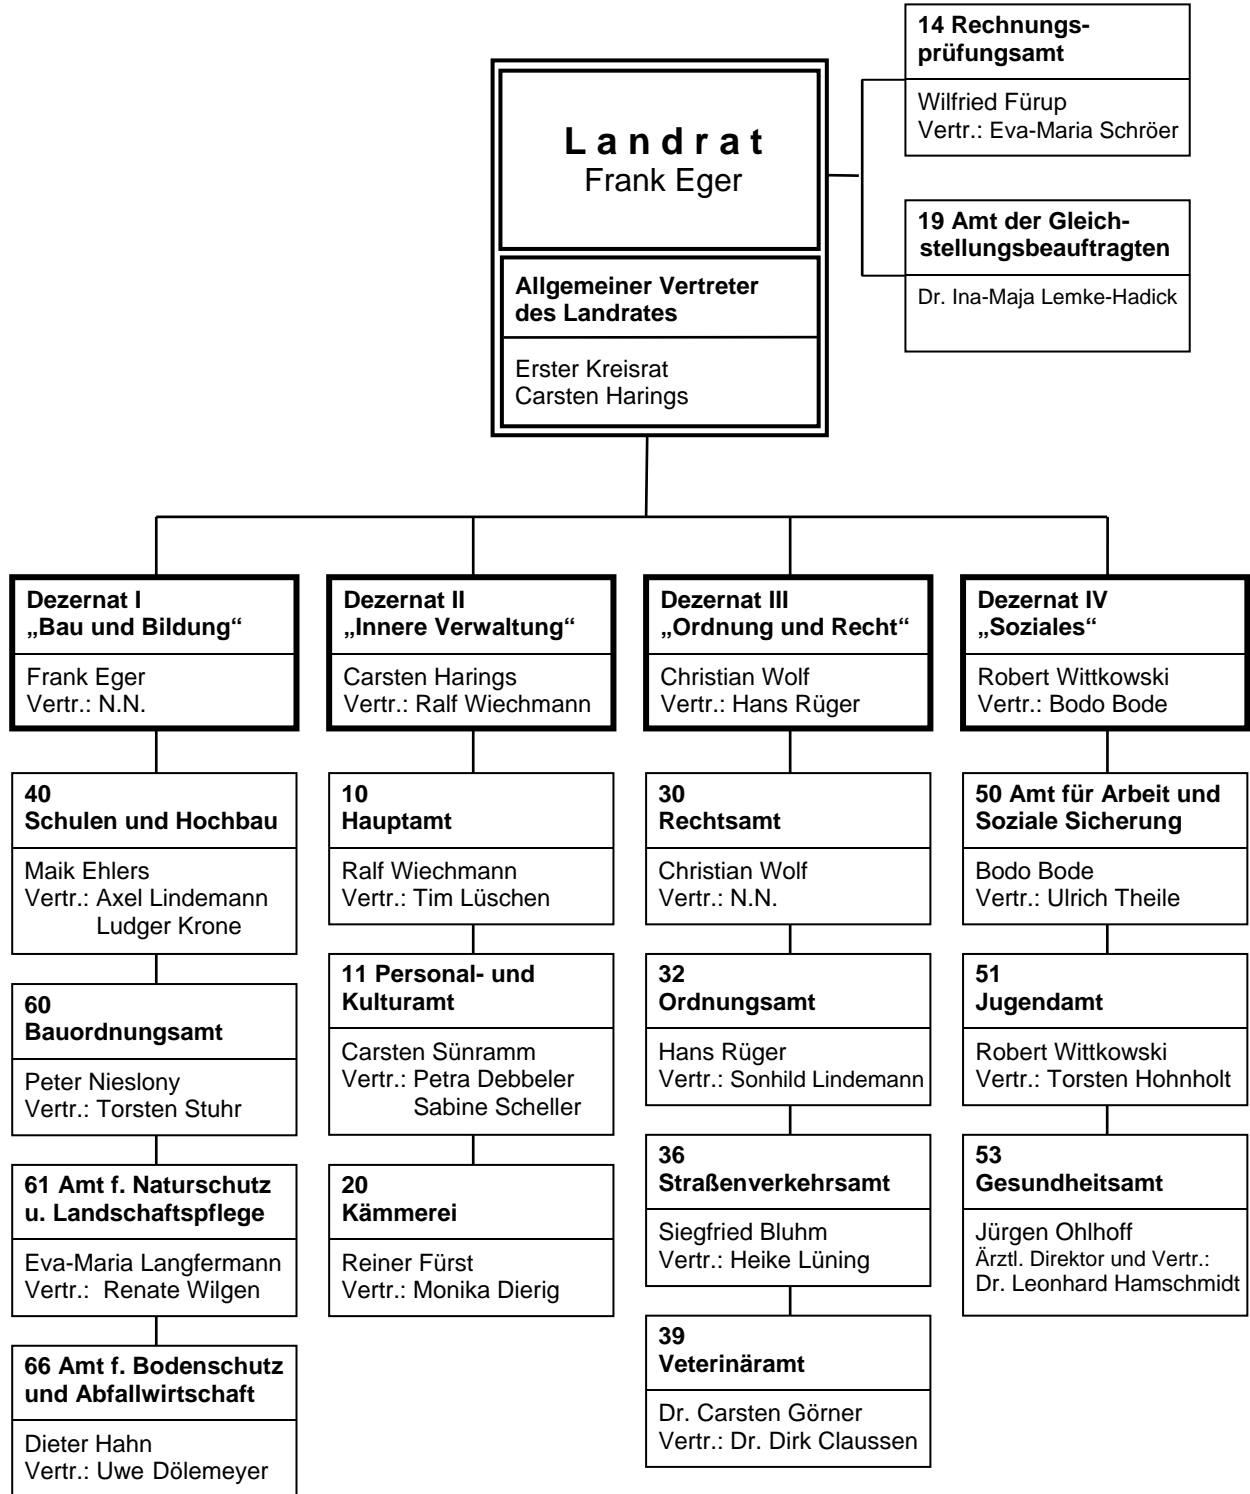 14 Rechnungs-
prüfungsamt
Wilfried Fürup
Vertr.: Eva-Maria Schröer
L a n d r a t
Frank Eger
19 Amt der Gleich-
stellungsbeauftragten
Dr. Ina-Maja Lemke-Hadick
Allgemeiner Vertreter
des Landrates
Erster Kreisrat
Carsten Harings
Dezernat I
„Bau und Bildung“
Frank Eger
Vertr.: N.N.
40
Schulen und Hochbau
Maik Ehlers
Vertr.: Axel Lindemann
Ludger Krone
60
Bauordnungsamt
Peter Nieslony
Vertr.: Torsten Stuhr
61 Amt f. Naturschutz
u. Landschaftspflege
Eva-Maria Langfermann
Vertr.: Renate Wilgen
66 Amt f. Bodenschutz
und Abfallwirtschaft
Dieter Hahn
Vertr.: Uwe Dölemeyer
Dezernat II
„Innere Verwaltung“
Carsten Harings
Vertr.: Ralf Wiechmann
10
Hauptamt
Ralf Wiechmann
Vertr.: Tim Lüschen
11 Personal- und
Kulturamt
Carsten Sünramm
Vertr.: Petra Debbeler
Sabine Scheller
20
Kämmerei
Reiner Fürst
Vertr.: Monika Dierig
Dezernat III
„Ordnung und Recht“
Christian Wolf
Vertr.: Hans Rüger
30
Rechtsamt
Christian Wolf
Vertr.: N.N.
32
Ordnungsamt
Hans Rüger
Vertr.: Sonhild Lindemann
36
Straßenverkehrsamt
Siegfried Bluhm
Vertr.: Heike Lüning
39
Veterinäramt
Dr. Carsten Görner
Vertr.: Dr. Dirk Claussen
Dezernat IV
„Soziales“
Robert Wittkowski
Vertr.: Bodo Bode
50 Amt für Arbeit und
Soziale Sicherung
Bodo Bode
Vertr.: Ulrich Theile
51
Jugendamt
Robert Wittkowski
Vertr.: Torsten Hohnholt
53
Gesundheitsamt
Jürgen Ohlhoff
Ärztl. Direktor und Vertr.:
Dr. Leonhard Hamschmidt